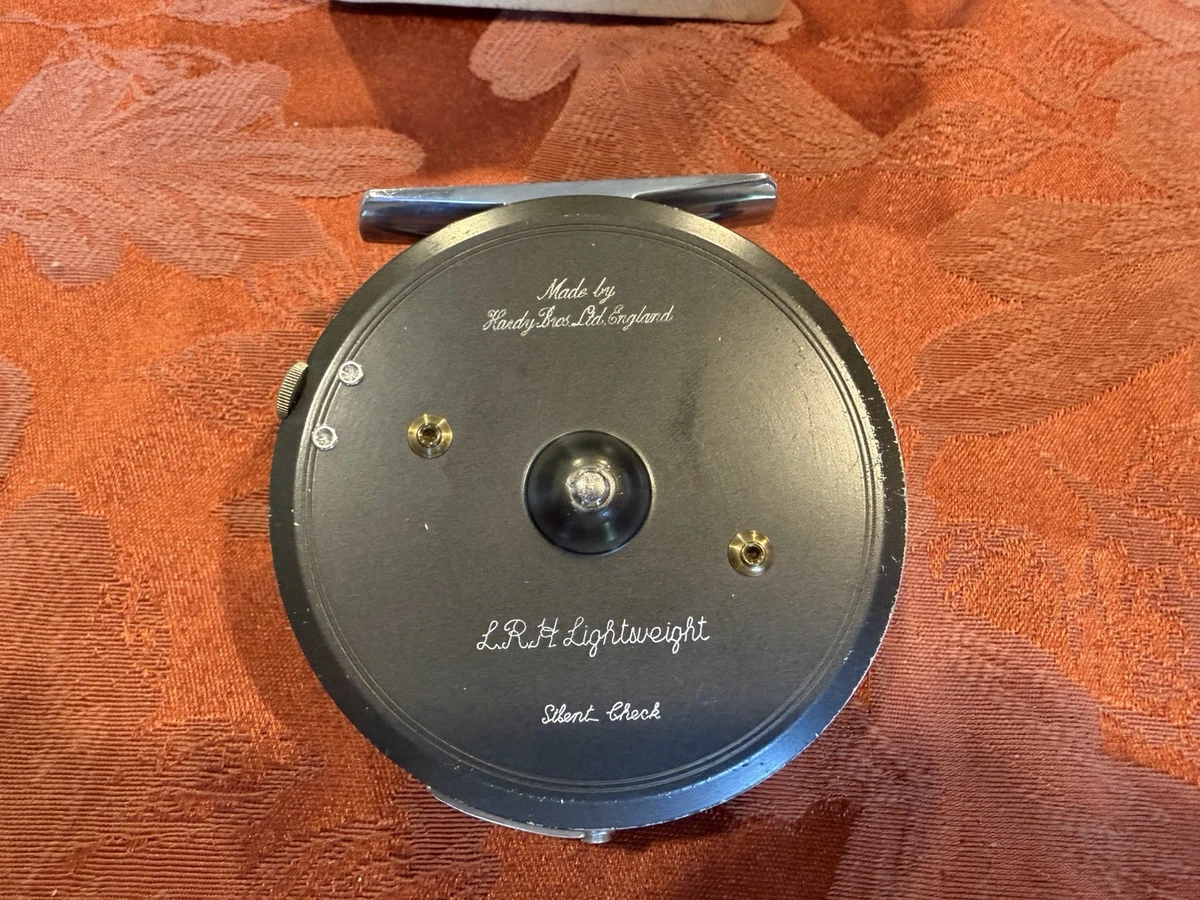 Made by
Hardy Bros. Ltd. England
L.R.H Lightweight
Silent Check